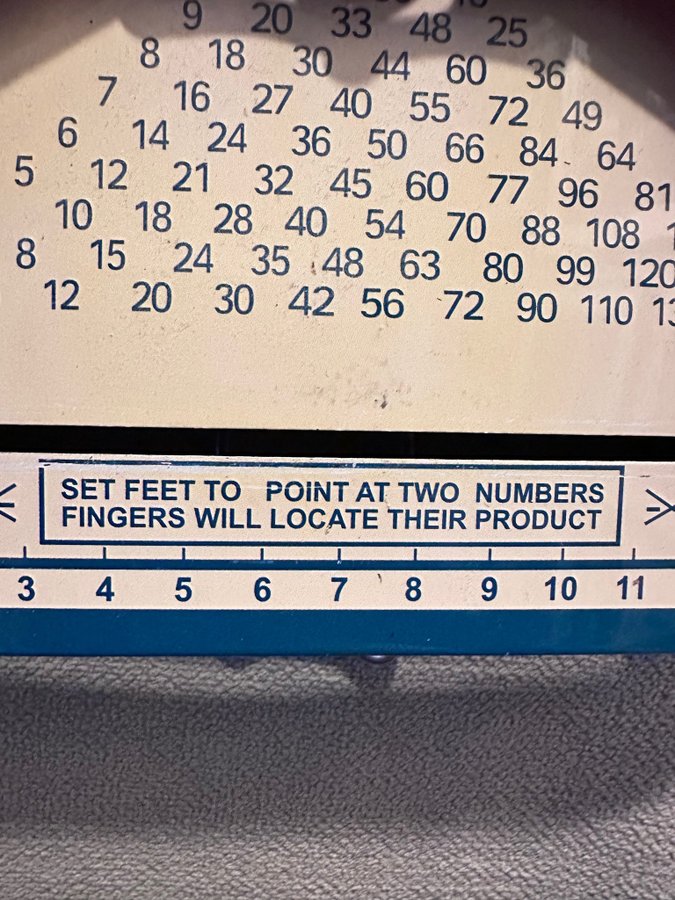 9 20 33 48 25
8 18 30 44 60 36
7 16 27 40 55 72 49
6 14 24 36 50 66 84 64
5 12 21 32 45 60 77 96 81
10 18 28 40 54 70 88 108
8 15 24 35 48 63 80 99 120
12 20 30 42 56 72 90 110
SET FEET TO POINT AT TWO NUMBERS
FINGERS WILL LOCATE THEIR PRODUCT
3 4 5 6 7 8 9 10 11